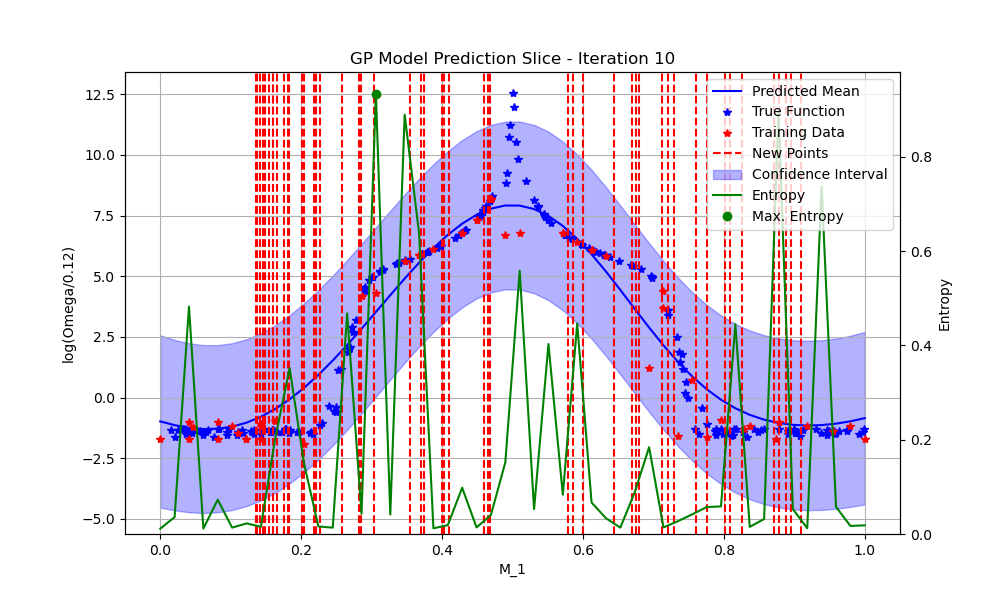 GP Model Prediction Slice - Iteration 10
12.5
10.0
7.5
5.0
2.5
0.0
−2.5
−5.0
log(Omega/0.12)
Predicted Mean
True Function
Training Data
New Points
Confidence Interval
Entropy
Max. Entropy
0.8
0.6
0.4
0.2
0.0
Entropy
0.0
0.2
0.4
0.6
0.8
1.0
M_1